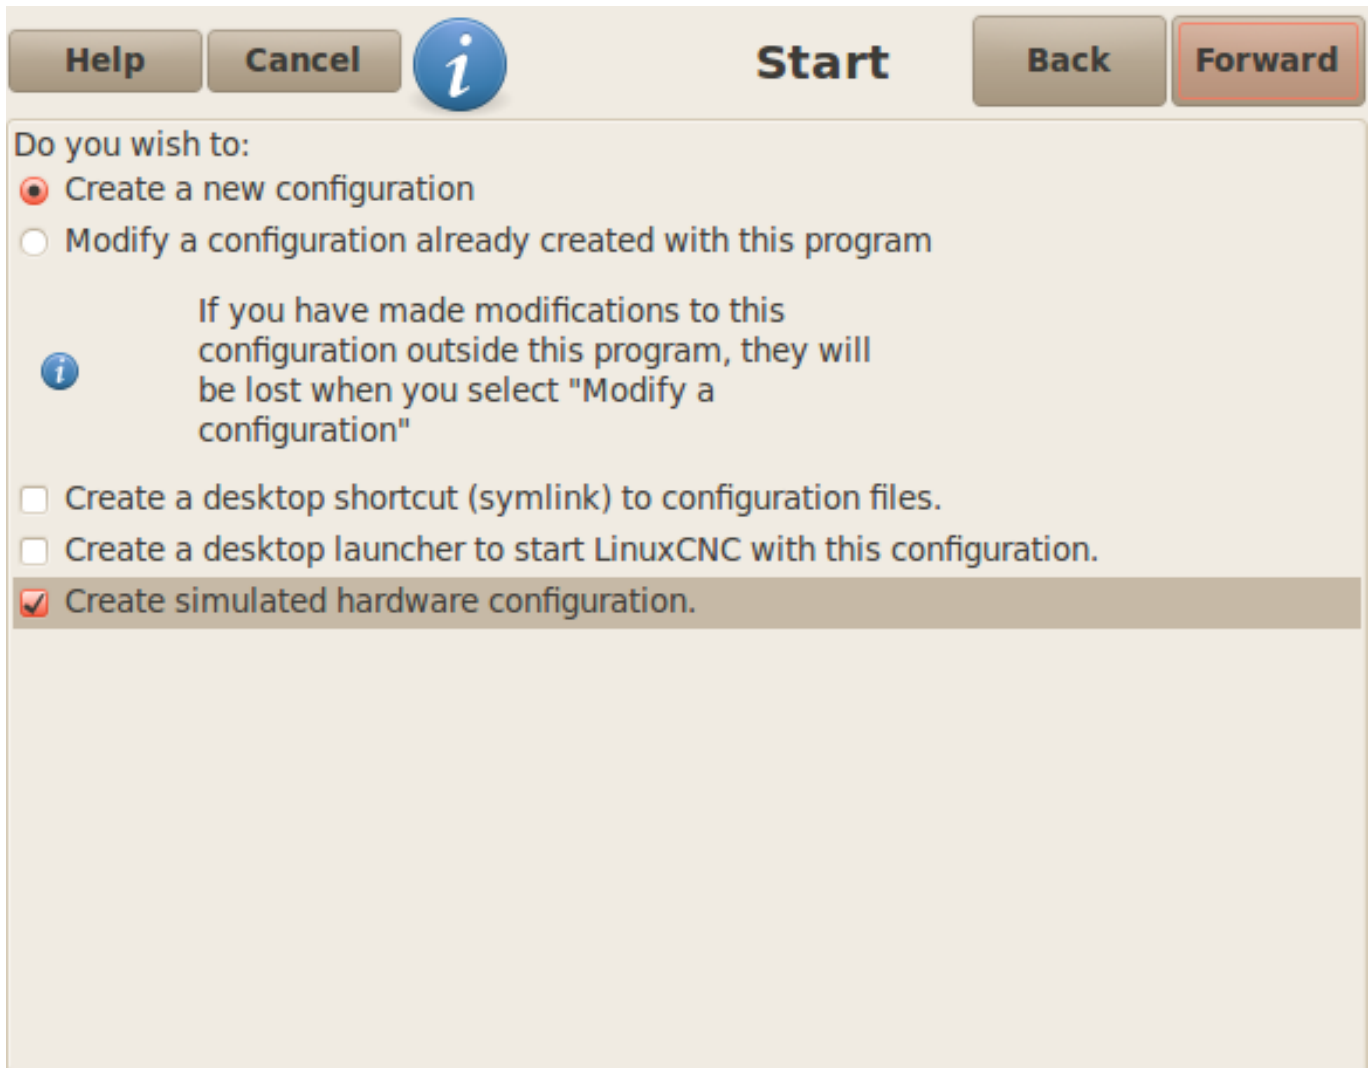 Help Cancel i Start Back Forward
Do you wish to:
Create a new configuration
Modify a configuration already created with this program
If you have made modifications to this
configuration outside this program, they will
i
be lost when you select "Modify a
configuration"
Create a desktop shortcut (symlink) to configuration files.
Create a desktop launcher to start LinuxCNC with this configuration.
Create simulated hardware configuration.